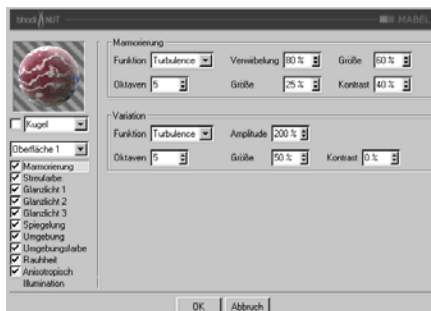 bhodiNUT
MABEL
Marmorierung
Funktion Turbulence Verwirbelung 80 % Größe 60 %
Oktaven 5 Größe 25 % Kontrast 40 %
Variation
Funktion Turbulence Amplitude 200 %
Oktaven 5 Größe 50 % Kontrast 0 %
Kugel
Oberfläche 1
Marmorierung
Streufarbe
Glanzlicht 1
Glanzlicht 2
Glanzlicht 3
Spiegelung
Umgebung
Umgebungsfarbe
Rauhheit
Anisotropisch
Illumination
OK Abbruch